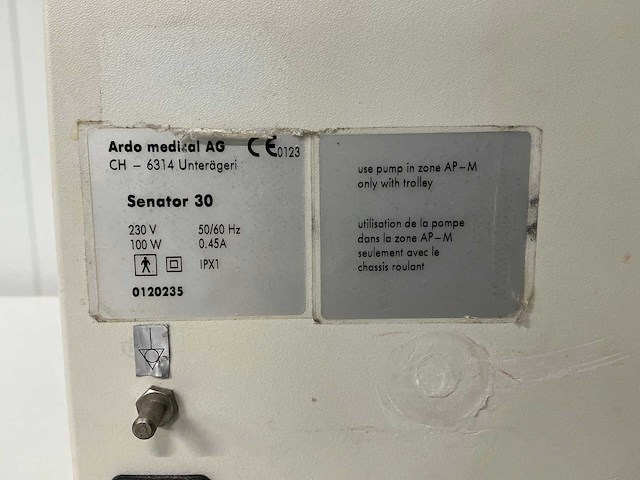 Ardo medical AG CE0123
CH – 6314 Unterägeri
Senator 30
230 V 50/60 Hz
100 W 0.45A
IPX1
0120235
use pump in zone AP–M
only with trolley
utilisation de la pompe
dans la zone AP–M
seulement avec le
chassis roulant